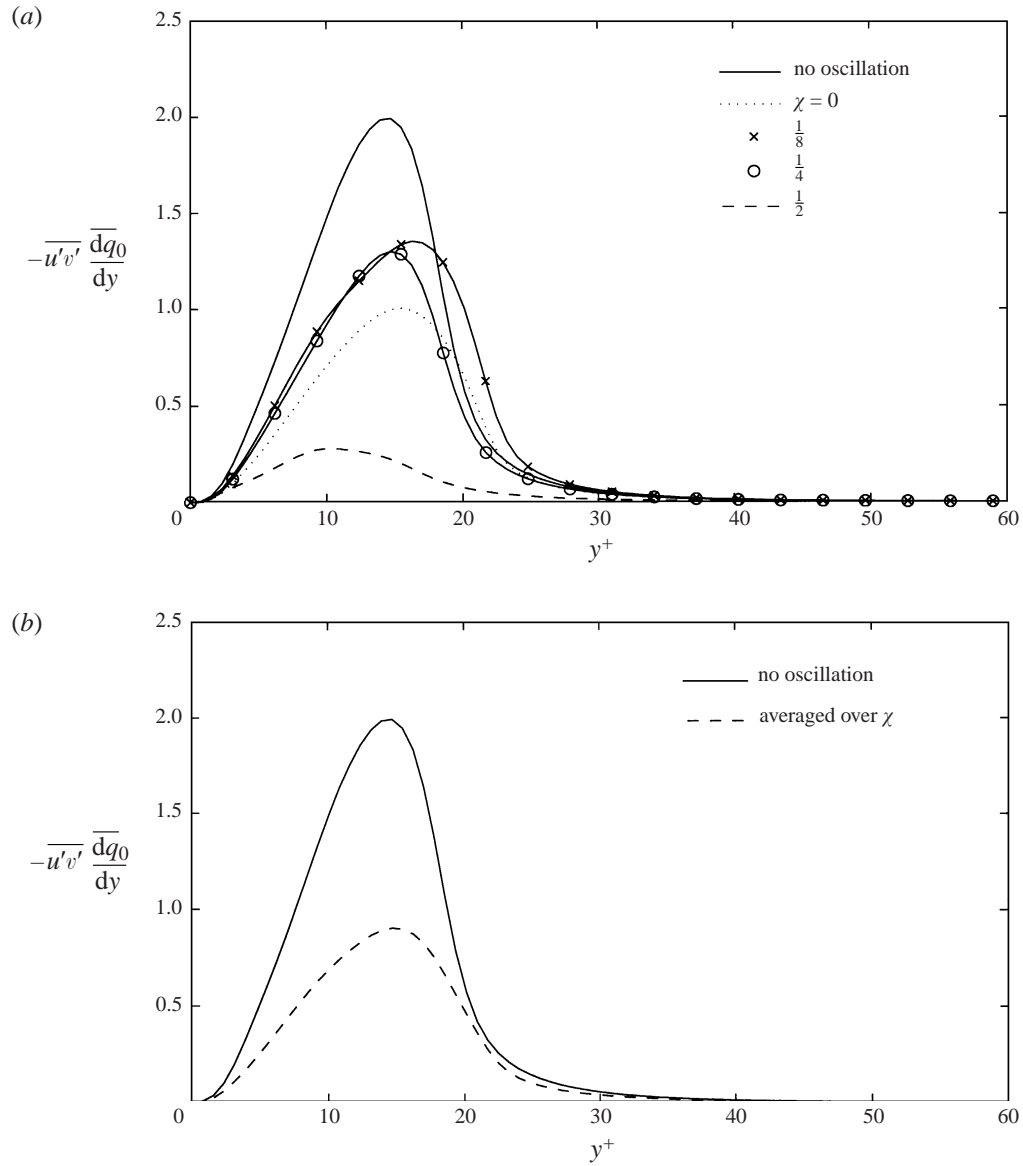 (a)
2.5
2.0
1.5
1.0
0.5
0
10
20
30
40
50
60
y⁺
−u′v′ dq₀/dy
no oscillation
χ = 0
1/8
1/4
1/2
(b)
2.5
2.0
1.5
1.0
0.5
0
10
20
30
40
50
60
y⁺
−u′v′ dq₀/dy
no oscillation
averaged over χ